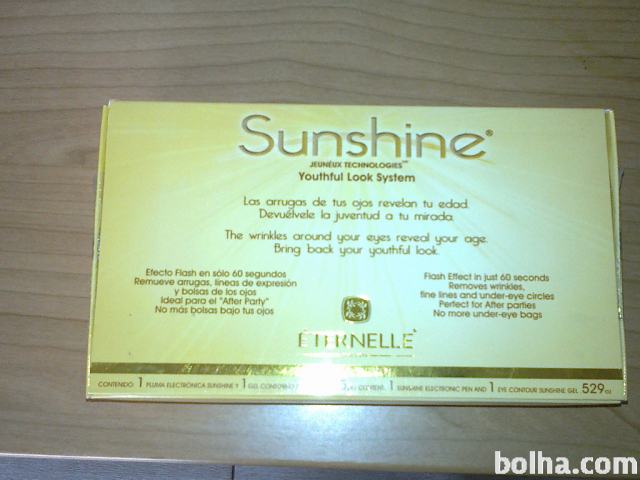 Sunshine®
JEUNÉUX TECHNOLOGIES™
Youthful Look System
Las arrugas de tus ojos revelan tu edad.
Devuélvele la juventud a tu mirada.
The wrinkles around your eyes reveal your age.
Bring back your youthful look.
Efecto Flash en sólo 60 segundos
Remueve arrugas, líneas de expresión
y bolsas de los ojos
Ideal para el "After Party"
No más bolsas bajo tus ojos
Flash Effect in just 60 seconds
Removes wrinkles,
fine lines and under-eye circles
Perfect for After parties
No more under-eye bags
ÉTERNELLE
CONTENIDO: 1 PLUMA ELECTRÓNICA SUNSHINE Y 1 GEL CONTORNO 1 SUNSHINE ELECTRONIC PEN AND 1 EYE CONTOUR SUNSHINE GEL .529
bolha.com